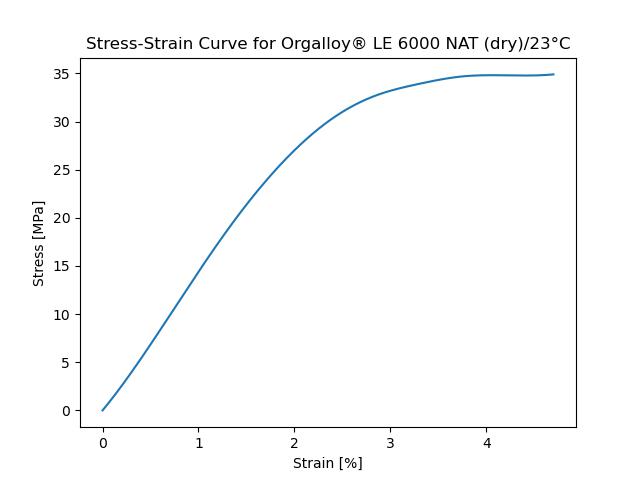 Stress-Strain Curve for Orgalloy® LE 6000 NAT (dry)/23°C
35
30
25
20
15
10
5
0
Stress [MPa]
0 1 2 3 4
Strain [%]